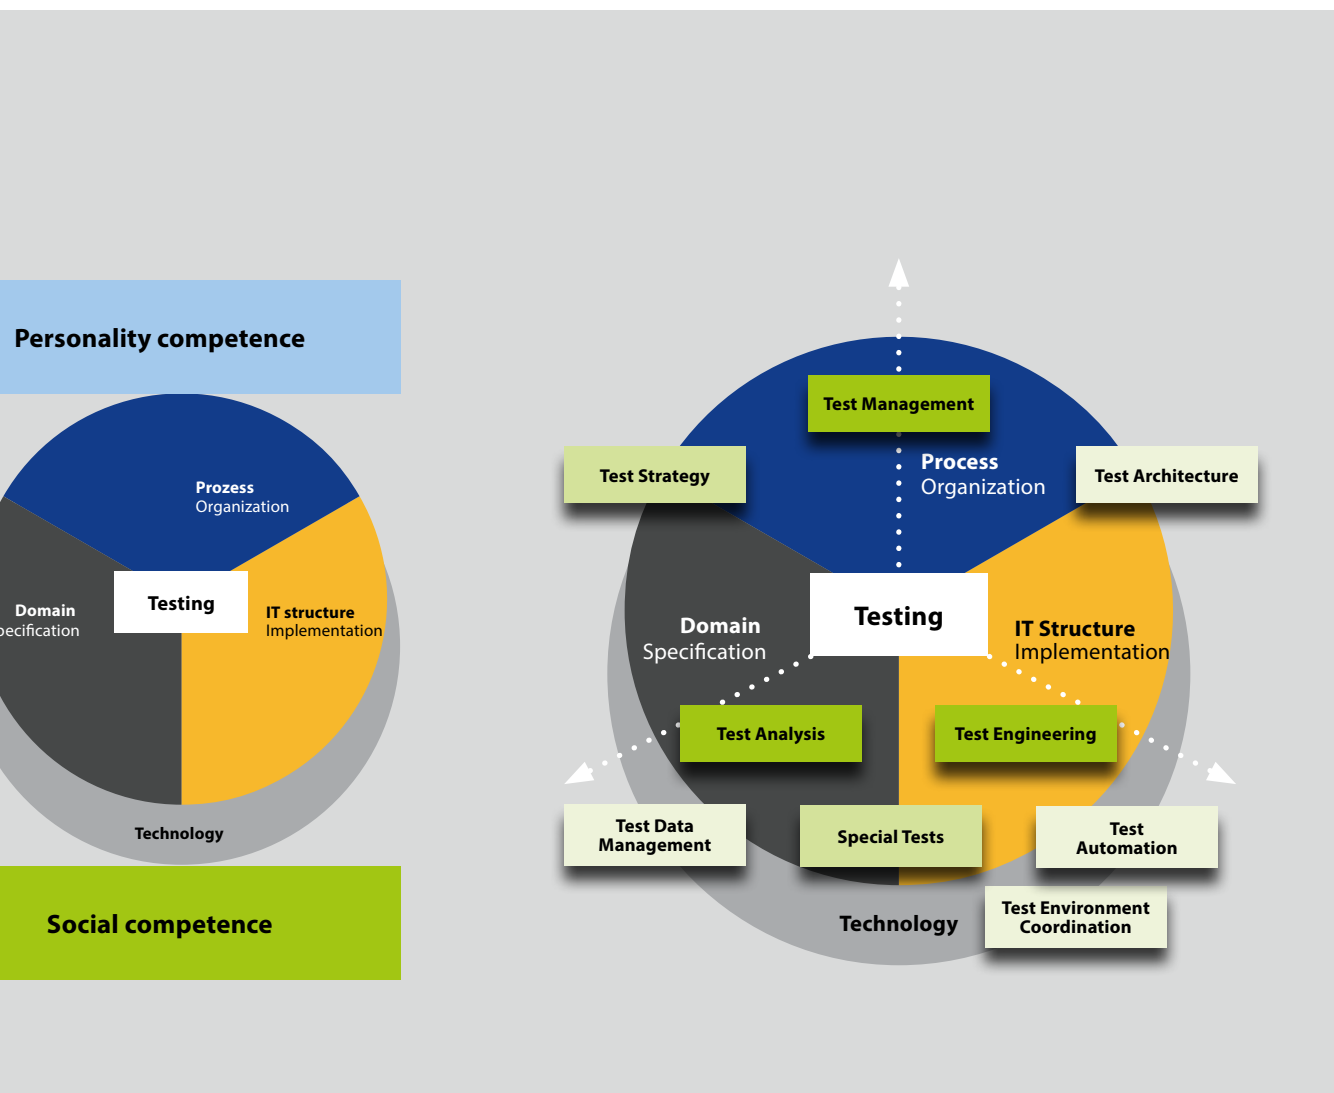 Personality competence
Prozess
Organization
Testing
Domain
IT structure
Implementation
Technology
Social competence
Test Management
Test Strategy
Process
Organization
Test Architecture
Testing
Domain
Specification
IT Structure
Implementation
Test Analysis
Test Engineering
Test Data
Management
Special Tests
Test
Automation
Technology
Test Environment
Coordination